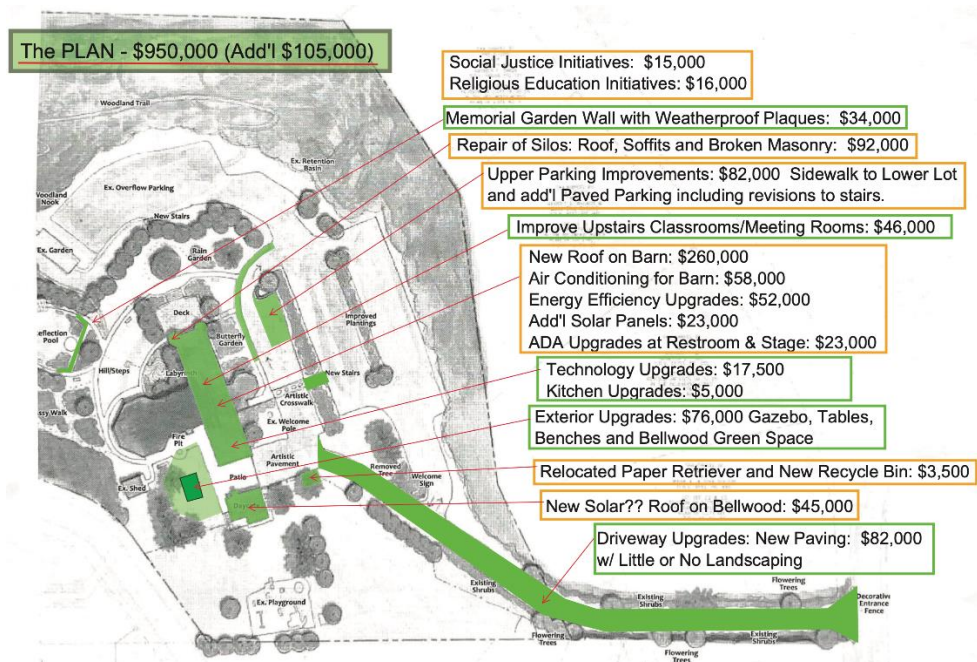 The PLAN - $950,000 (Add'l $105,000)
Social Justice Initiatives: $15,000
Religious Education Initiatives: $16,000
Memorial Garden Wall with Weatherproof Plaques: $34,000
Repair of Silos: Roof, Soffits and Broken Masonry: $92,000
Upper Parking Improvements: $82,000 Sidewalk to Lower Lot
and add'l Paved Parking including revisions to stairs.
Improve Upstairs Classrooms/Meeting Rooms: $46,000
New Roof on Barn: $260,000
Air Conditioning for Barn: $58,000
Energy Efficiency Upgrades: $52,000
Add'l Solar Panels: $23,000
ADA Upgrades at Restroom & Stage: $23,000
Technology Upgrades: $17,500
Kitchen Upgrades: $5,000
Exterior Upgrades: $76,000 Gazebo, Tables,
Benches and Bellwood Green Space
Relocated Paper Retriever and New Recycle Bin: $3,500
New Solar?? Roof on Bellwood: $45,000
Driveway Upgrades: New Paving: $82,000
w/ Little or No Landscaping
Woodland Trail
Ex. Retention
Basin
Ex. Overflow Parking
Woodland
Nook
New Stairs
Ex. Garden
Rain
Garden
Deck
Improved
Plantings
Butterfly
Garden
eflection
Pool
Hill/Steps
Labyrinth
New Stairs
Artistic
Crosswalk
ssy Walk
Ex. Welcome
Pole
Fire
Pit
Artistic
Pavement
Removed
Tree
Welcome
Sign
Patio
Ex. Shed
Ex. Playground
Existing
Shrubs
Flowering
Trees
Existing
Shrubs
Flowering
Trees
Decorative
Entrance
Fence
Flowering
Trees
Existing
Shrubs